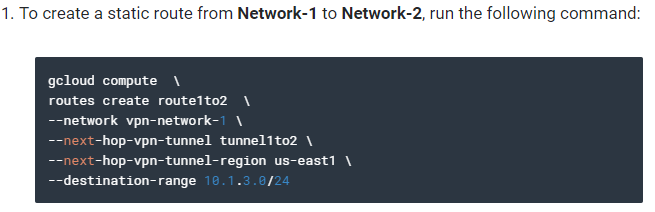 1. To create a static route from Network-1 to Network-2, run the following command:
gcloud compute  \
routes create route1to2  \
--network vpn-network-1 \
--next-hop-vpn-tunnel tunnel1to2 \
--next-hop-vpn-tunnel-region us-east1 \
--destination-range 10.1.3.0/24